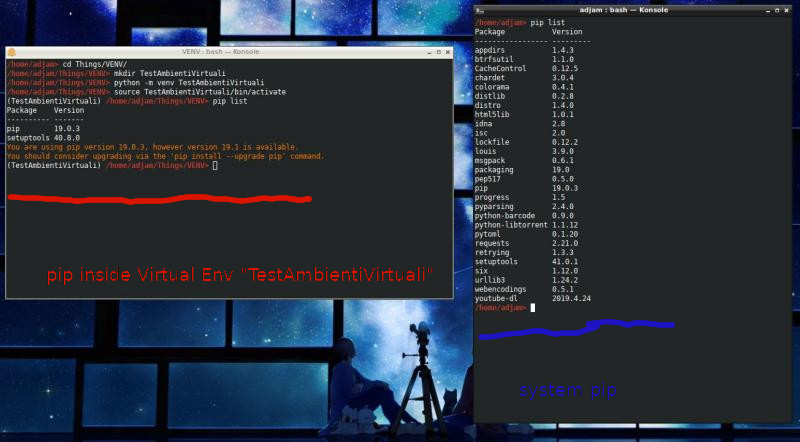 VENV : bash — Konsole
/home/adjam> cd Things/VENV/
/home/adjam/Things/VENV> mkdir TestAmbientiVirtuali
/home/adjam/Things/VENV> python -m venv TestAmbientiVirtuali
/home/adjam/Things/VENV> source TestAmbientiVirtuali/bin/activate
(TestAmbientiVirtuali) /home/adjam/Things/VENV> pip list
Package    Version
---------- -------
pip        19.0.3
setuptools 40.8.0
You are using pip version 19.0.3, however version 19.1 is available.
You should consider upgrading via the 'pip install --upgrade pip' command.
(TestAmbientiVirtuali) /home/adjam/Things/VENV>
pip inside Virtual Env "TestAmbientiVirtuali"
adjam : bash — Konsole
/home/adjam> pip list
Package           Version
----------------- ---------
appdirs           1.4.3
btrfsutil         1.1.0
CacheControl      0.12.5
chardet           3.0.4
colorama          0.4.1
distlib           0.2.8
distro            1.4.0
html5lib          1.0.1
idna              2.8
isc               2.0
lockfile          0.12.2
louis             3.9.0
msgpack           0.6.1
packaging         19.0
pep517            0.5.0
pip               19.0.3
progress          1.5
pyparsing         2.4.0
python-barcode    0.9.0
python-libtorrent 1.1.12
pytoml            0.1.20
requests          2.21.0
retrying          1.3.3
setuptools        41.0.1
six               1.12.0
urllib3           1.24.2
webencodings      0.5.1
youtube-dl        2019.4.24
/home/adjam>
system pip